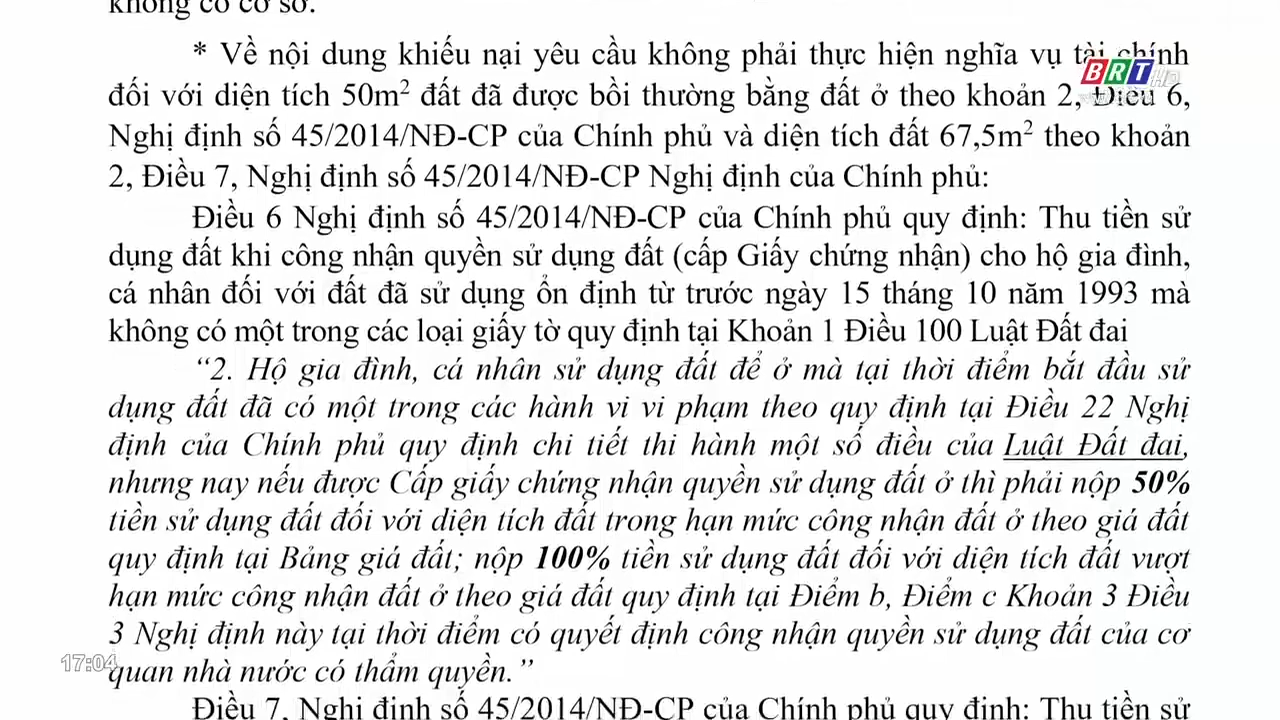 không có cơ sở.
* Về nội dung khiếu nại yêu cầu không phải thực hiện nghĩa vụ tài chính
đối với diện tích 50m² đất đã được bồi thường bằng đất ở theo khoản 2, Điều 6,
Nghị định số 45/2014/NĐ-CP của Chính phủ và diện tích đất 67,5m² theo khoản
2, Điều 7, Nghị định số 45/2014/NĐ-CP Nghị định của Chính phủ:
Điều 6 Nghị định số 45/2014/NĐ-CP của Chính phủ quy định: Thu tiền sử
dụng đất khi công nhận quyền sử dụng đất (cấp Giấy chứng nhận) cho hộ gia đình,
cá nhân đối với đất đã sử dụng ổn định từ trước ngày 15 tháng 10 năm 1993 mà
không có một trong các loại giấy tờ quy định tại Khoản 1 Điều 100 Luật Đất đai
“2. Hộ gia đình, cá nhân sử dụng đất để ở mà tại thời điểm bắt đầu sử
dụng đất đã có một trong các hành vi vi phạm theo quy định tại Điều 22 Nghị
định của Chính phủ quy định chi tiết thi hành một số điều của Luật Đất đai,
nhưng nay nếu được Cấp giấy chứng nhận quyền sử dụng đất ở thì phải nộp 50%
tiền sử dụng đất đối với diện tích đất trong hạn mức công nhận đất ở theo giá đất
quy định tại Bảng giá đất; nộp 100% tiền sử dụng đất đối với diện tích đất vượt
hạn mức công nhận đất ở theo giá đất quy định tại Điểm b, Điểm c Khoản 3 Điều
3 Nghị định này tại thời điểm có quyết định công nhận quyền sử dụng đất của cơ
quan nhà nước có thẩm quyền.”
Điều 7, Nghị định số 45/2014/NĐ-CP của Chính phủ quy định: Thu tiền sử
BRT HD
17:04